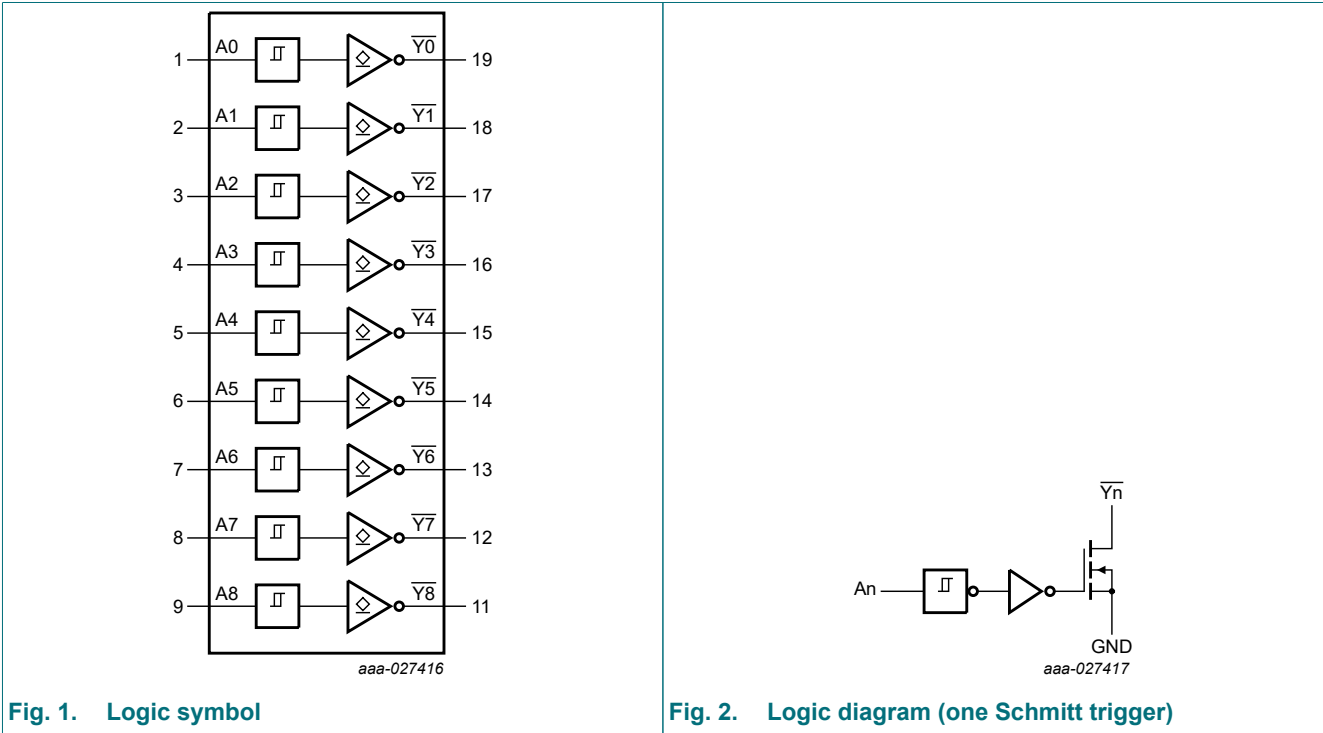 1 A0 Y0 19
2 A1 Y1 18
3 A2 Y2 17
4 A3 Y3 16
5 A4 Y4 15
6 A5 Y5 14
7 A6 Y6 13
8 A7 Y7 12
9 A8 Y8 11
aaa-027416
Fig. 1. Logic symbol
Yn
An
GND
aaa-027417
Fig. 2. Logic diagram (one Schmitt trigger)